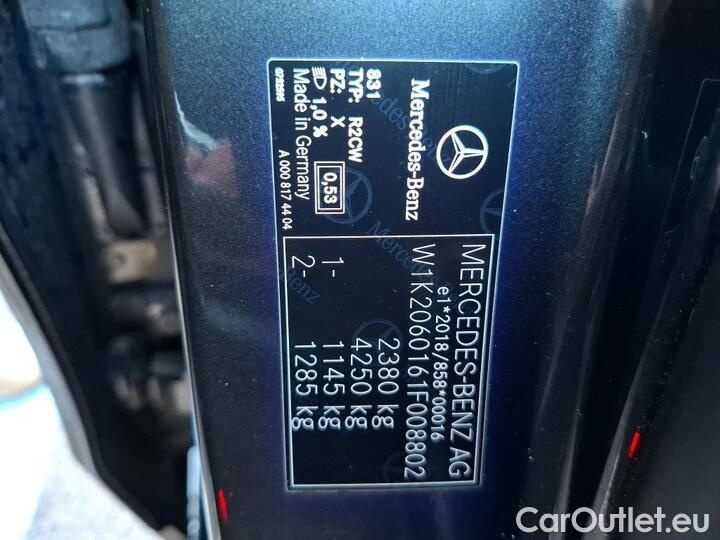 MERCEDES-BENZ AG
e1*2018/858*00016
W1K2060161F008802
2380 kg
4250 kg
1- 1145 kg
2- 1285 kg
Mercedes-Benz
831
TYP: R2CW
PZ: X
1,0 % 0,53
Made in Germany
A 000 817 44 04
CarOutlet.eu